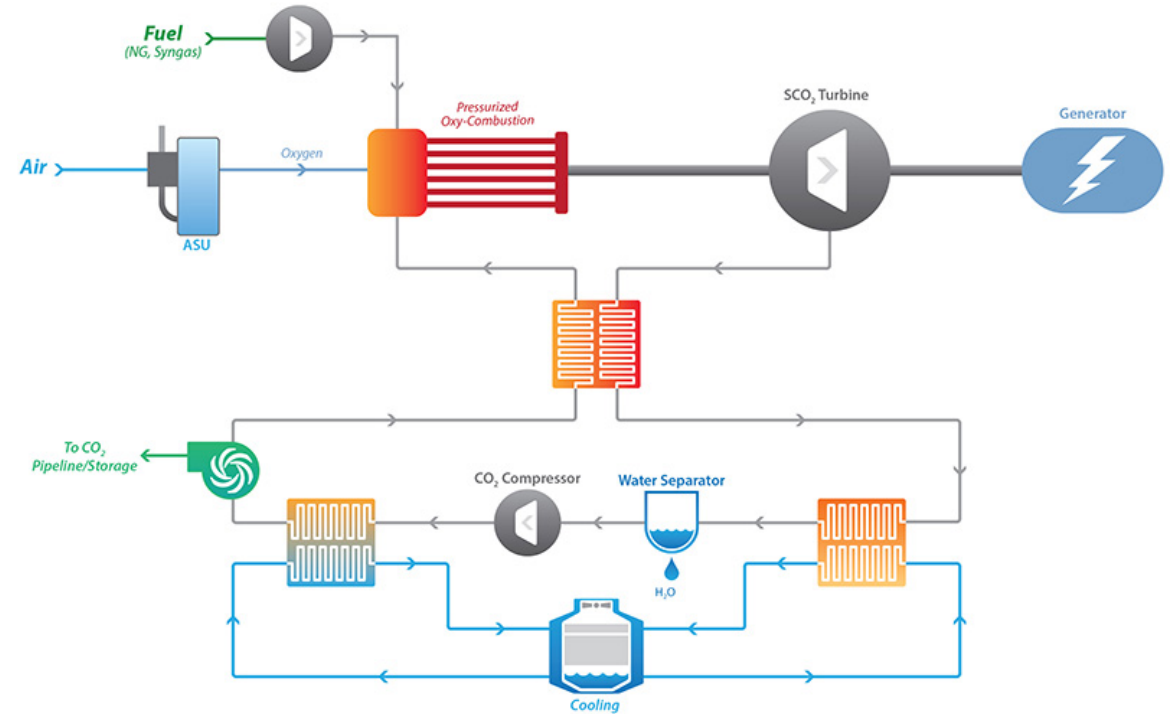 Fuel
(NG, Syngas)
Pressurized
Oxy-Combustion
SCO₂ Turbine
Generator
Air
Oxygen
ASU
To CO₂
Pipeline/Storage
CO₂ Compressor
Water Separator
H₂O
Cooling